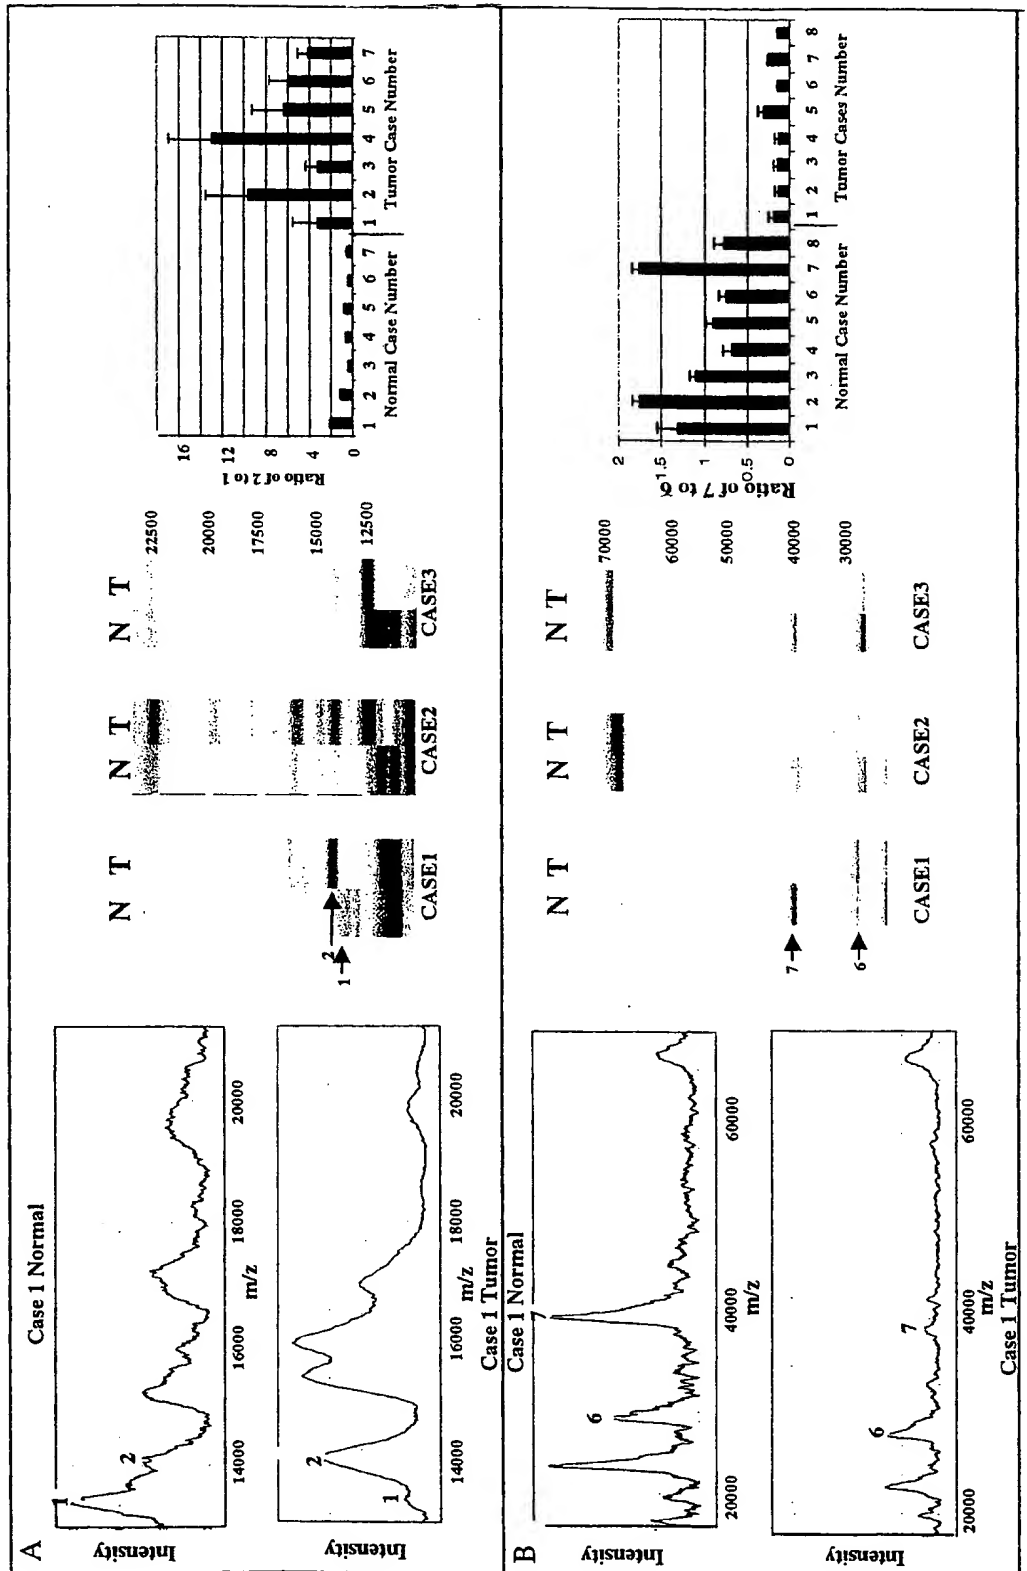 A
Case 1 Normal
Intensity
1
2
14000 16000 18000 20000
m/z
Intensity
1
2
14000 16000 18000 20000
m/z
Case 1 Tumor
1
2
N T
CASE1
N T
CASE2
N T
CASE3
22500
20000
17500
15000
12500
Ratio of 2 to 1
16
12
8
4
0
1 2 3 4 5 6 7 1 2 3 4 5 6 7
Normal Case Number Tumor Case Number
B
Case 1 Normal
Intensity
6
7
20000 40000 60000
m/z
Intensity
6
7
20000 40000 60000
m/z
Case 1 Tumor
7
6
N T
CASE1
N T
CASE2
N T
CASE3
70000
60000
50000
40000
30000
Ratio of 7 to 6
2
1.5
1
0.5
0
1 2 3 4 5 6 7 8 1 2 3 4 5 6 7 8
Normal Case Number Tumor Cases Number